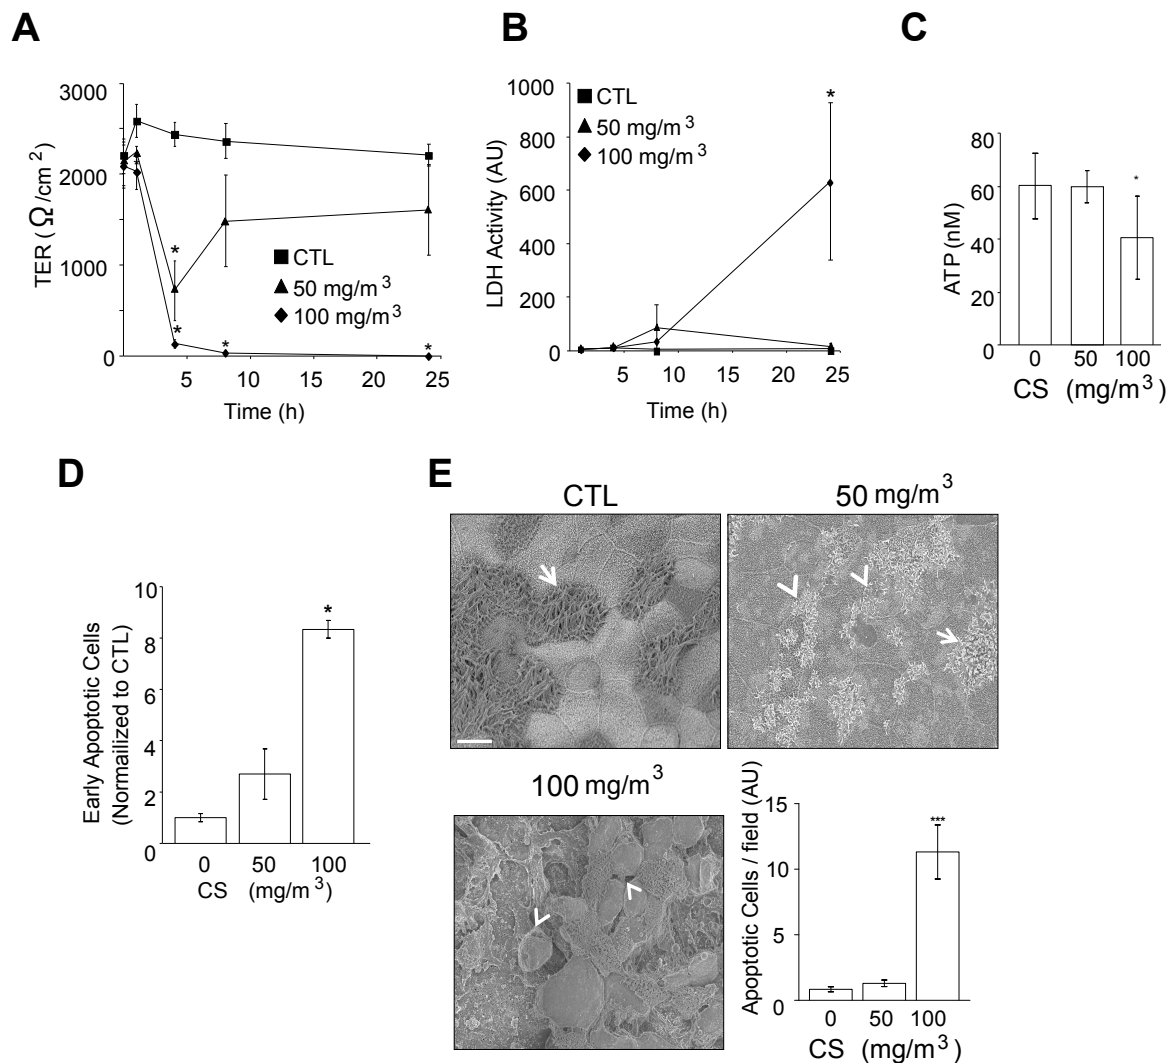 A
3000
2000
1000
0
TER (Ω/cm2)
*
*
*
*
CTL
50 mg/m3
100 mg/m3
5
10
15
20
25
Time (h)
B
1000
800
600
400
200
0
LDH Activity (AU)
CTL
50 mg/m3
100 mg/m3
*
5
10
15
20
25
Time (h)
C
80
60
40
20
0
ATP (nM)
*
0 50 100
CS (mg/m3)
D
10
8
6
4
2
0
Early Apoptotic Cells
(Normailized to CTL)
*
0 50 100
CS (mg/m3)
E
CTL
50 mg/m3
100 mg/m3
15
10
5
0
Apoptotic Cells / field (AU)
***
0 50 100
CS (mg/m3)